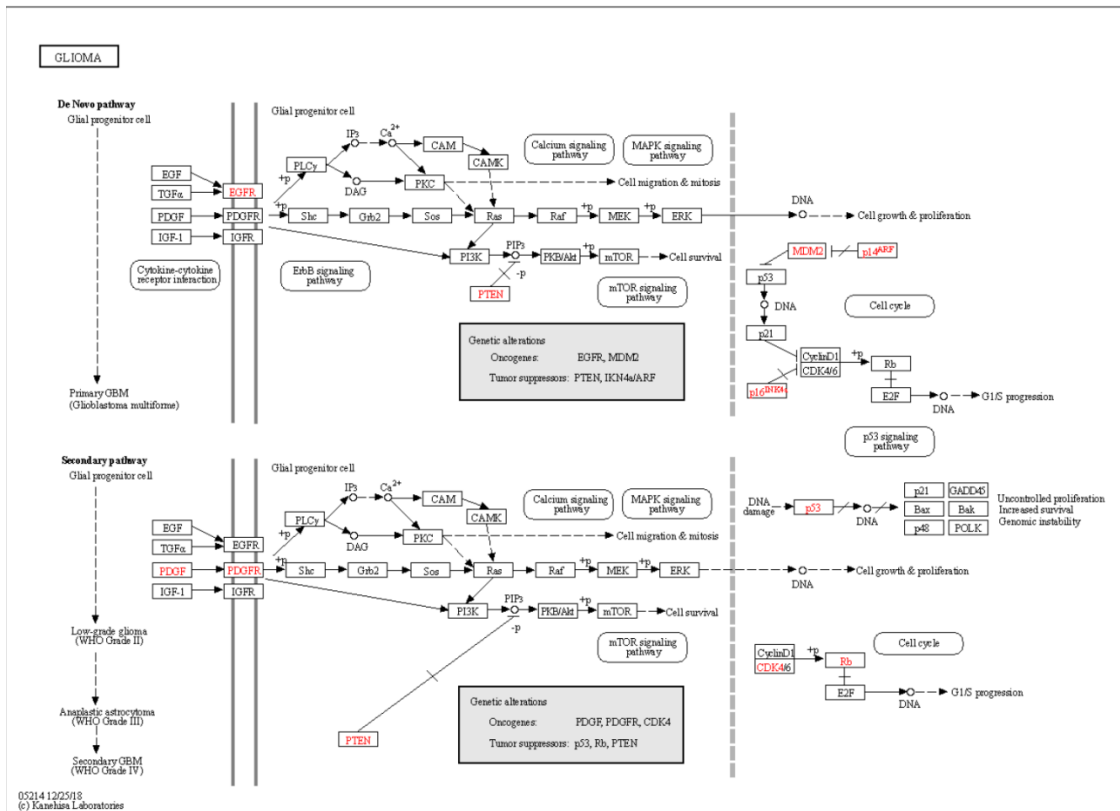 GLIOMA
De Novo pathway
Glial progenitor cell
Glial progenitor cell
IP3
Ca2+
CAM
CAMK
Calcium signaling
pathway
MAPK signaling
pathway
PLCγ
DAG
PKC
Cell migration & mitosis
EGF
TGFα
EGFR
+p
PDGF
PDGFR
+p
Shc
Grb2
Sos
Ras
Raf
+p
MEK
+p
ERK
DNA
Cell growth & proliferation
IGF-1
IGFR
PI3K
PIP3
PKB/Akt
+p
mTOR
Cell survival
-p
PTEN
Cytokine-cytokine
receptor interaction
ErbB signaling
pathway
mTOR signaling
pathway
MDM2
p14ARF
p53
DNA
p21
Cell cycle
CyclinD1
CDK4/6
+p
Rb
p16INK4a
E2F
DNA
G1/S progression
Genetic alterations
Oncogenes: EGFR, MDM2
Tumor suppressors: PTEN, IKN4a/ARF
Primary GBM
(Glioblastoma multiforme)
p53 signaling
pathway
Secondary pathway
Glial progenitor cell
Glial progenitor cell
IP3
Ca2+
CAM
CAMK
Calcium signaling
pathway
MAPK signaling
pathway
PLCγ
DAG
PKC
Cell migration & mitosis
DNA
damage
p53
DNA
p21
GADD45
Bax
Bak
p48
POLK
Uncontrolled proliferation
Increased survival
Genomic instability
EGF
TGFα
EGFR
+p
PDGF
PDGFR
+p
Shc
Grb2
Sos
Ras
Raf
+p
MEK
+p
ERK
DNA
Cell growth & proliferation
IGF-1
IGFR
PI3K
PIP3
PKB/Akt
+p
mTOR
Cell survival
-p
mTOR signaling
pathway
Low-grade glioma
(WHO Grade II)
CyclinD1
CDK4/6
+p
Rb
Cell cycle
E2F
DNA
G1/S progression
Anaplastic astrocytoma
(WHO Grade III)
PTEN
Genetic alterations
Oncogenes: PDGF, PDGFR, CDK4
Tumor suppressors: p53, Rb, PTEN
Secondary GBM
(WHO Grade IV)
05214 12/25/18
(c) Kanehisa Laboratories